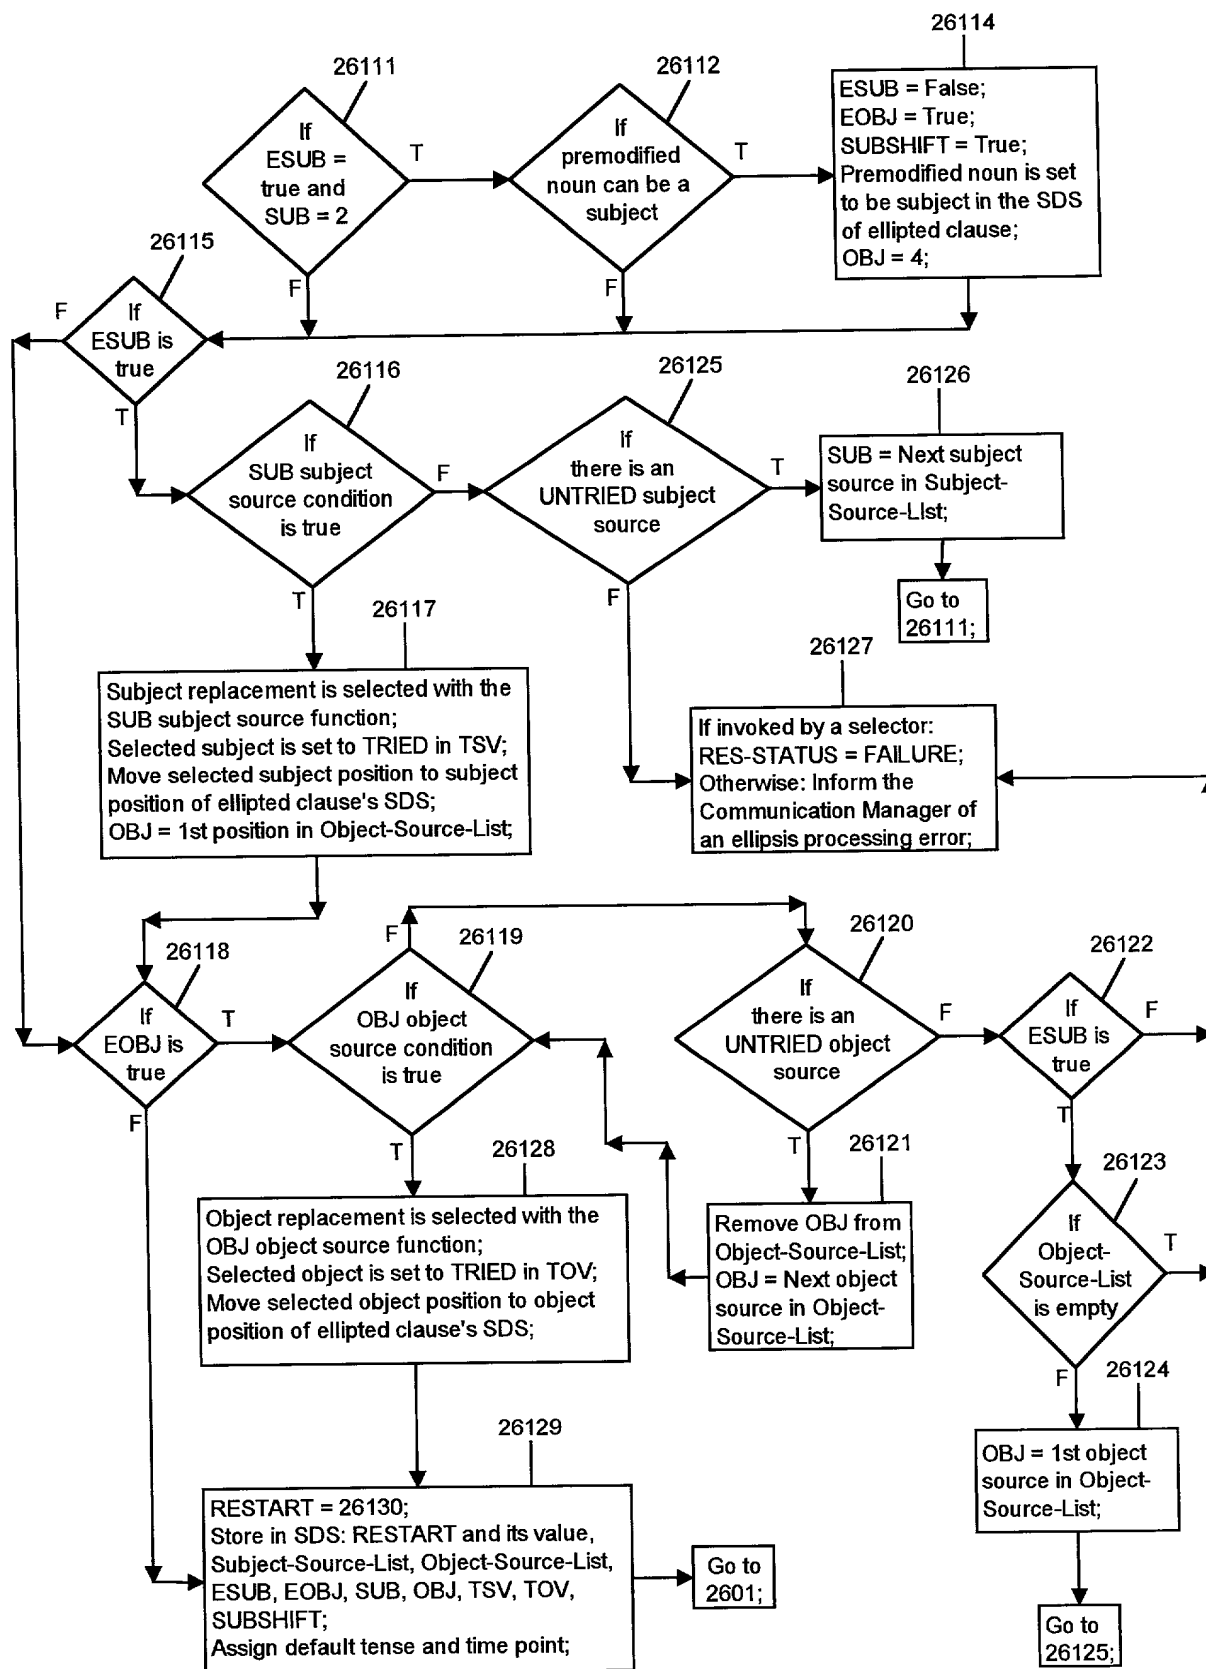 26114
26111
26112
If
ESUB =
true and
SUB = 2
T
F
If
premodified
noun can be a
subject
T
F
ESUB = False;
EOBJ = True;
SUBSHIFT = True;
Premodified noun is set
to be subject in the SDS
of ellipted clause;
OBJ = 4;
26115
F
If
ESUB is
true
T
26116
If
SUB subject
source condition
is true
F
T
26125
If
there is an
UNTRIED subject
source
T
F
26126
SUB = Next subject
source in Subject-
Source-LIst;
Go to
26111;
26117
Subject replacement is selected with the
SUB subject source function;
Selected subject is set to TRIED in TSV;
Move selected subject position to subject
position of ellipted clause's SDS;
OBJ = 1st position in Object-Source-List;
26127
If invoked by a selector:
RES-STATUS = FAILURE;
Otherwise: Inform the
Communication Manager of
an ellipsis processing error;
26118
If
EOBJ is
true
T
F
26119
F
If
OBJ object
source condition
is true
T
26120
If
there is an
UNTRIED object
source
F
T
26122
If
ESUB is
true
F
T
26128
Object replacement is selected with the
OBJ object source function;
Selected object is set to TRIED in TOV;
Move selected object position to object
position of ellipted clause's SDS;
26121
Remove OBJ from
Object-Source-List;
OBJ = Next object
source in Object-
Source-List;
26123
If
Object-
Source-List
is empty
T
F
26124
OBJ = 1st object
source in Object-
Source-List;
Go to
26125;
26129
RESTART = 26130;
Store in SDS: RESTART and its value,
Subject-Source-List, Object-Source-List,
ESUB, EOBJ, SUB, OBJ, TSV, TOV,
SUBSHIFT;
Assign default tense and time point;
Go to
2601;